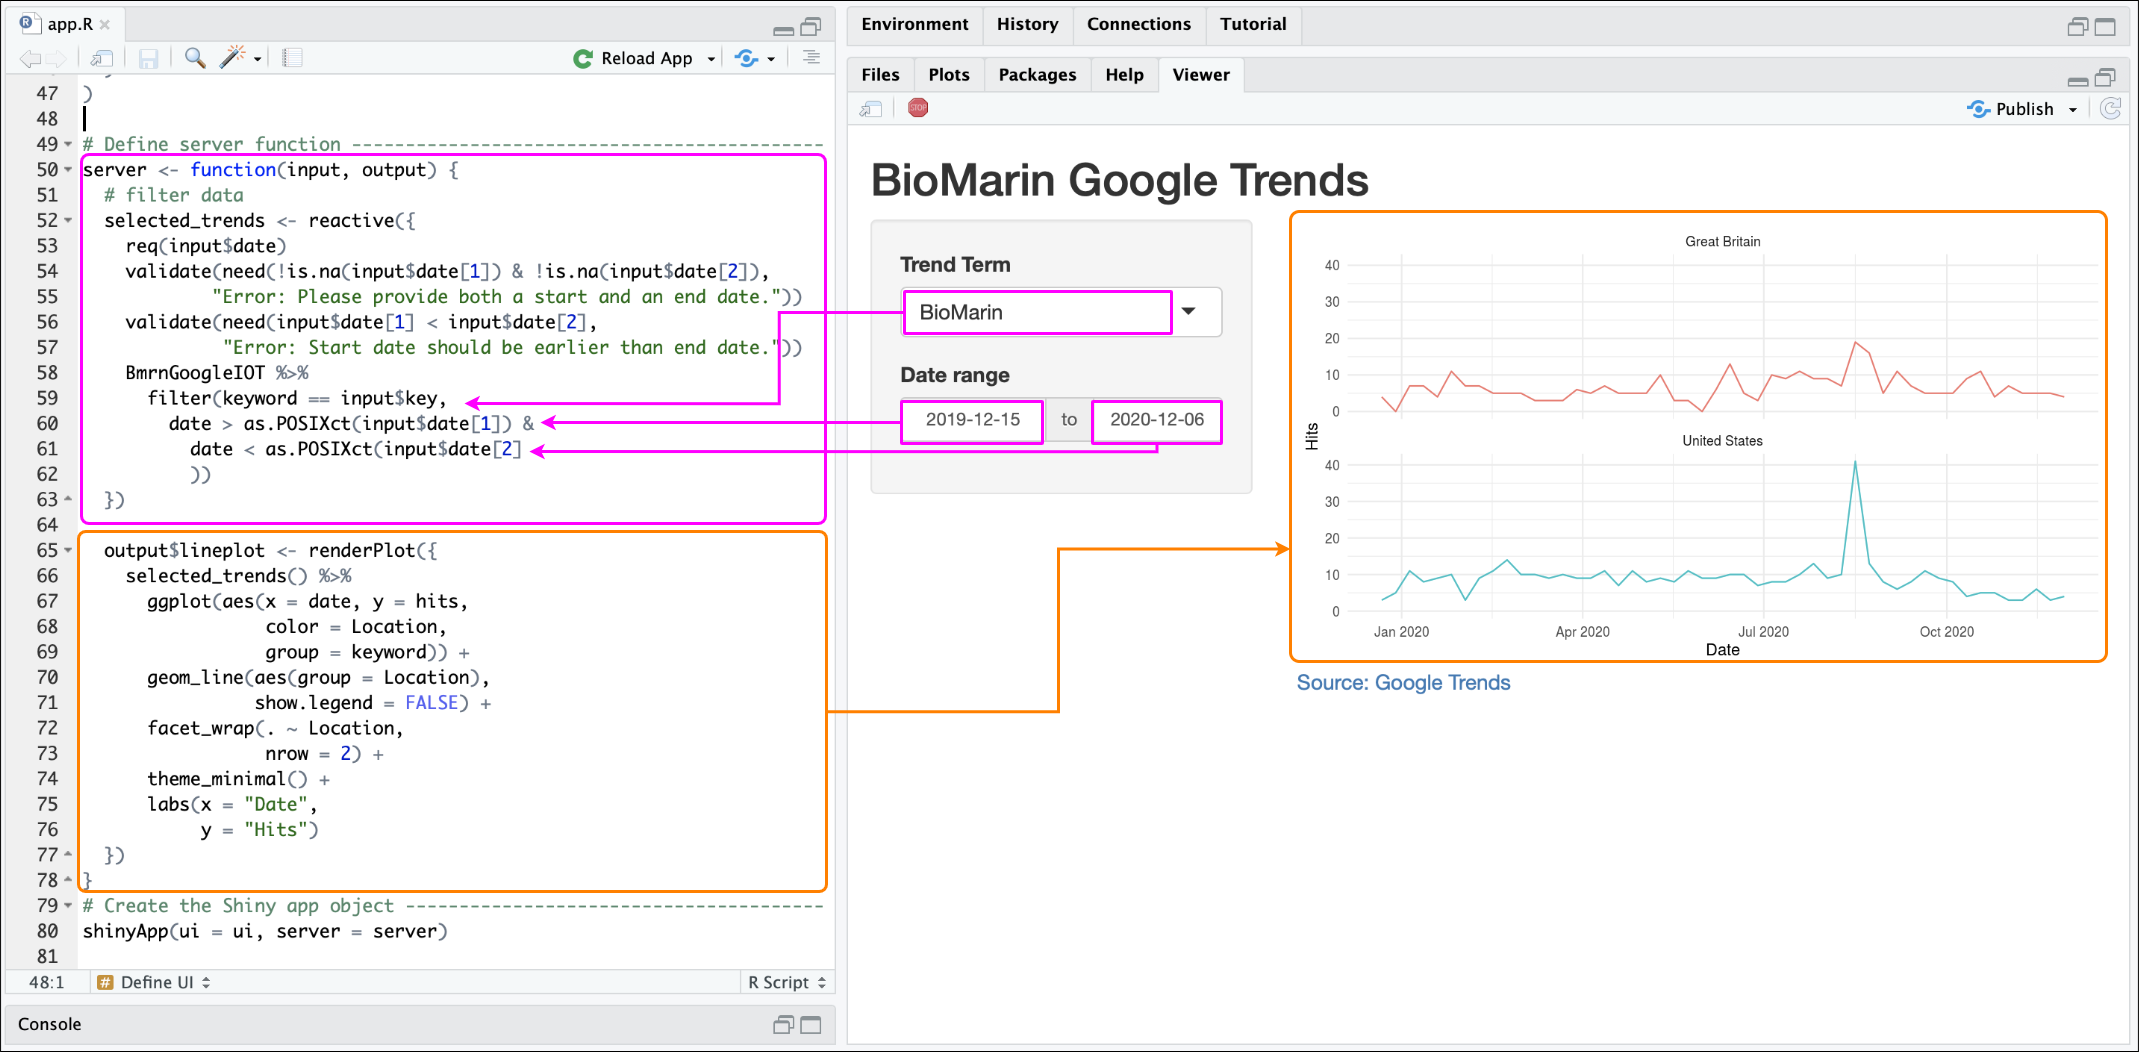 app.R
Reload App
47 )
48
49 # Define server function --------------------------------------------
50 server <- function(input, output) {
51 # filter data
52 selected_trends <- reactive({
53 req(input$date)
54 validate(need(!is.na(input$date[1]) & !is.na(input$date[2]),
55 "Error: Please provide both a start and an end date."))
56 validate(need(input$date[1] < input$date[2],
57 "Error: Start date should be earlier than end date."))
58 BmrnGoogleIOT %>%
59 filter(keyword == input$key,
60 date > as.POSIXct(input$date[1]) &
61 date < as.POSIXct(input$date[2]
62 ))
63 })
64
65 output$lineplot <- renderPlot({
66 selected_trends() %>%
67 ggplot(aes(x = date, y = hits,
68 color = Location,
69 group = keyword)) +
70 geom_line(aes(group = Location),
71 show.legend = FALSE) +
72 facet_wrap(. ~ Location,
73 nrow = 2) +
74 theme_minimal() +
75 labs(x = "Date",
76 y = "Hits")
77 })
78 }
79 # Create the Shiny app object ---------------------------------------
80 shinyApp(ui = ui, server = server)
81
48:1 # Define UI R Script
Console
Environment History Connections Tutorial
Files Plots Packages Help Viewer
STOP Publish
BioMarin Google Trends
Trend Term
BioMarin
Date range
2019-12-15 to 2020-12-06
Great Britain
40
30
20
10
0
Hits
United States
40
30
20
10
0
Jan 2020 Apr 2020 Jul 2020 Oct 2020
Date
Source: Google Trends